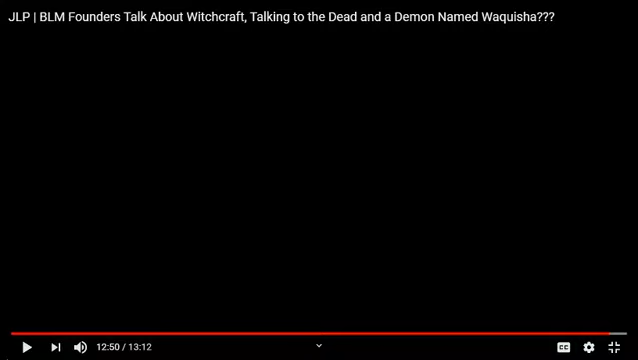 JLP | BLM Founders Talk About Witchcraft, Talking to the Dead and a Demon Named Waquisha???
12:50 / 13:12
CC